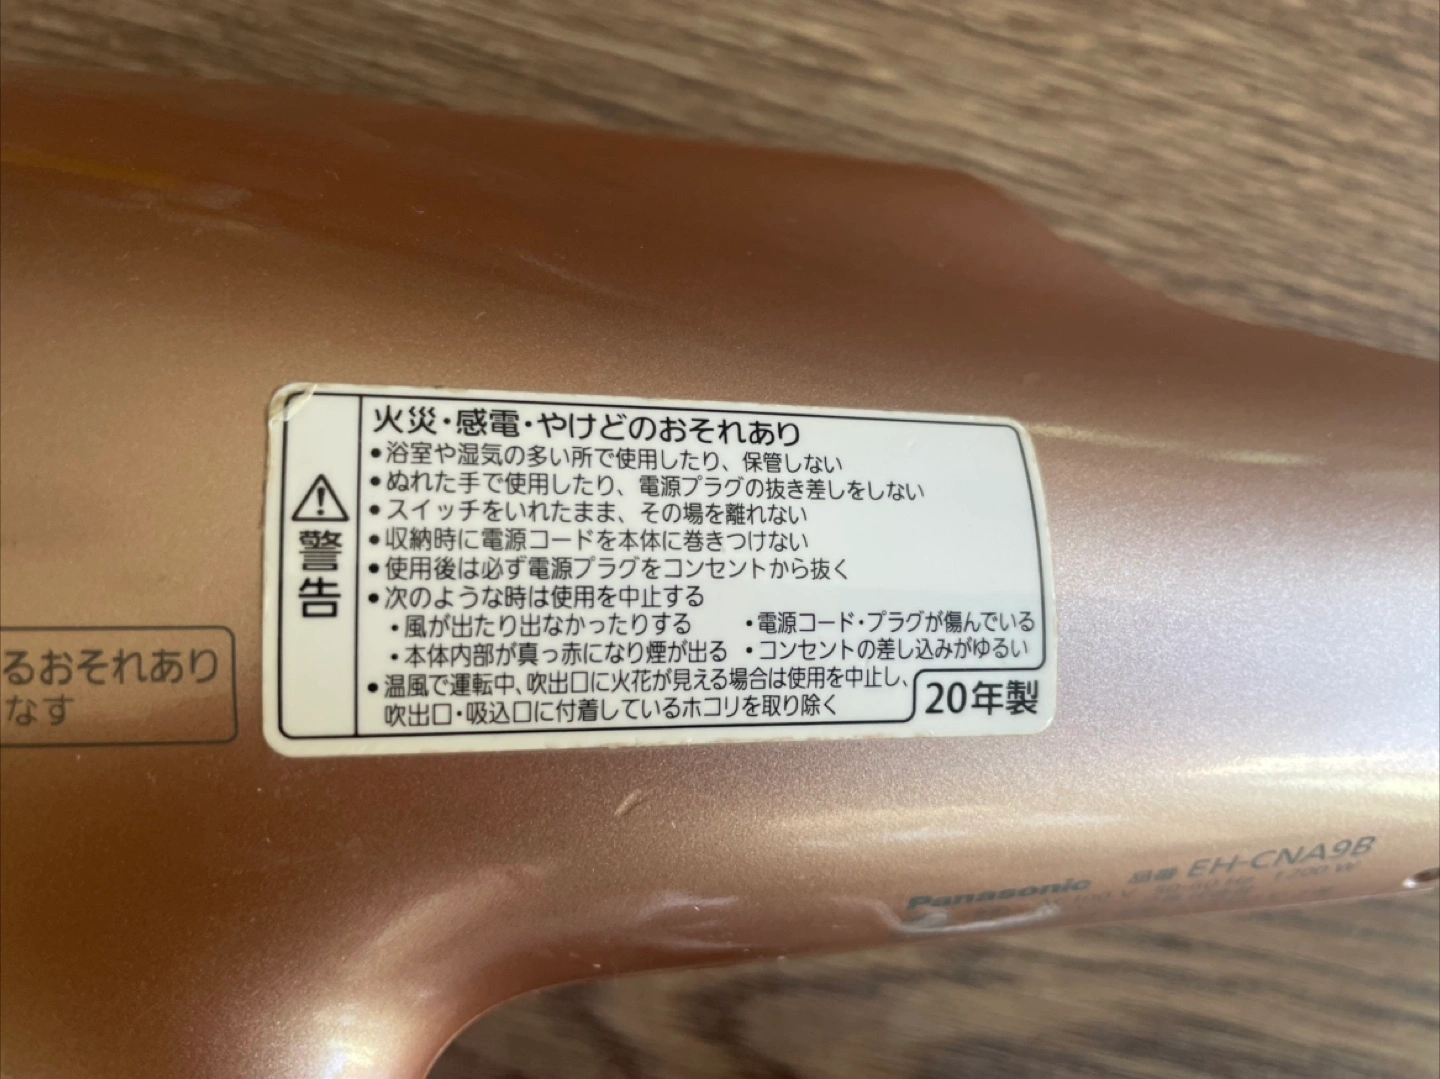 火災・感電・やけどのおそれあり
●浴室や湿気の多い所で使用したり、保管しない
●ぬれた手で使用したり、電源プラグの抜き差しをしない
●スイッチをいれたまま、その場を離れない
●収納時に電源コードを本体に巻きつけない
●使用後は必ず電源プラグをコンセントから抜く
●次のような時は使用を中止する
・風が出たり出なかったりする ・電源コード・プラグが傷んでいる
・本体内部が真っ赤になり煙が出る ・コンセントの差し込みがゆるい
●温風で運転中、吹出口に火花が見える場合は使用を中止し、
吹出口・吸込口に付着しているホコリを取り除く
警告
20年製
るおそれあり
なす
Panasonic 品番 EH-CNA9B
100 V 50-60 Hz 1200 W